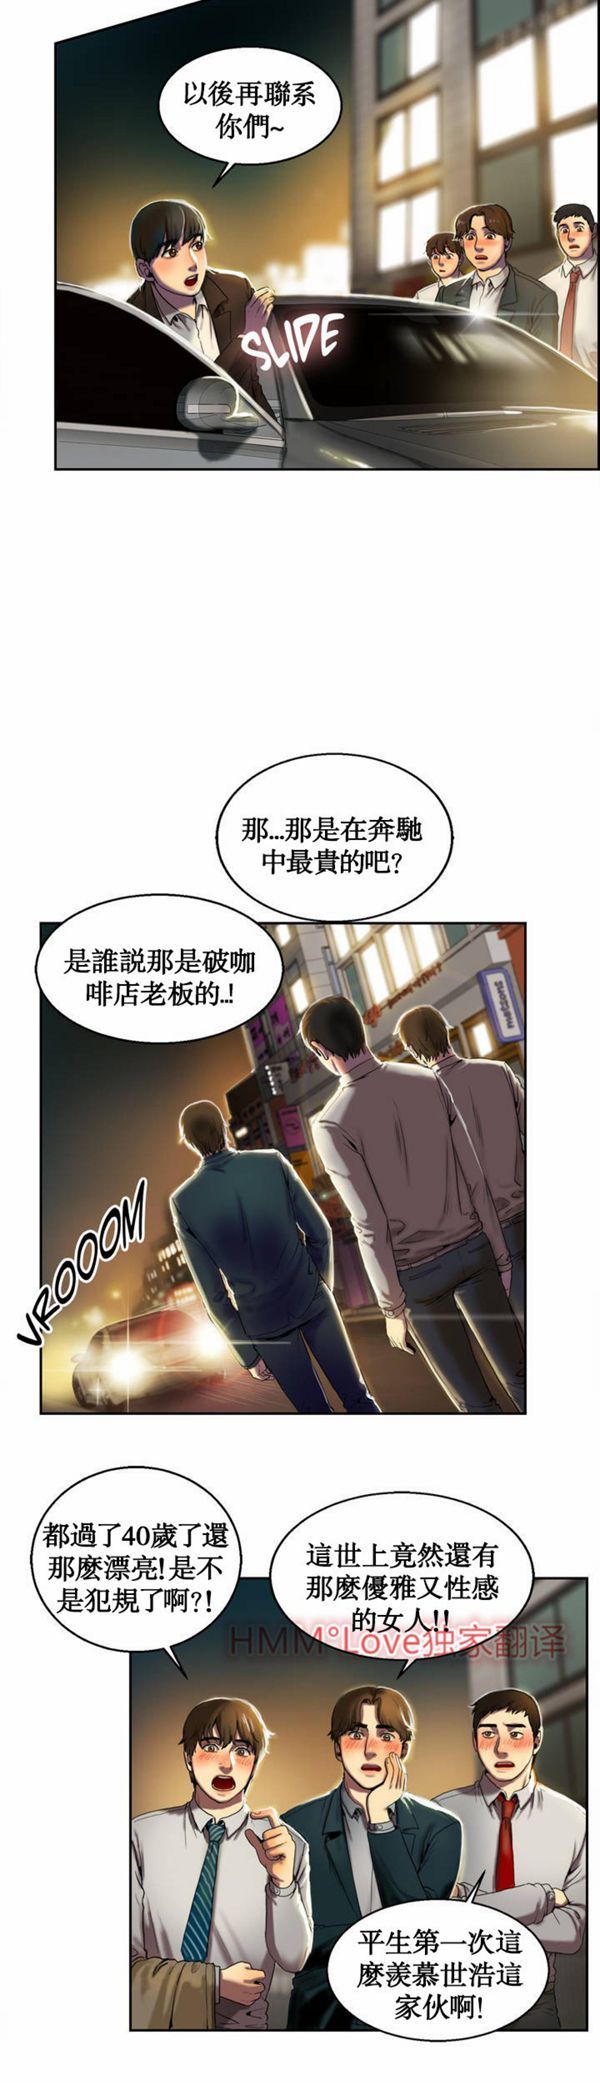 以後再聯系
你們~
SLIDE
那...那是在奔馳
中最貴的吧?
是誰説那是破咖
啡店老板的..!
VROOOM
都過了40歲了還
那麽漂亮!是不
是犯規了啊?!
這世上竟然還有
那麽優雅又性感
的女人!!
HMM°Love独家翻译
平生第一次這
麽羨慕世浩這
家伙啊!